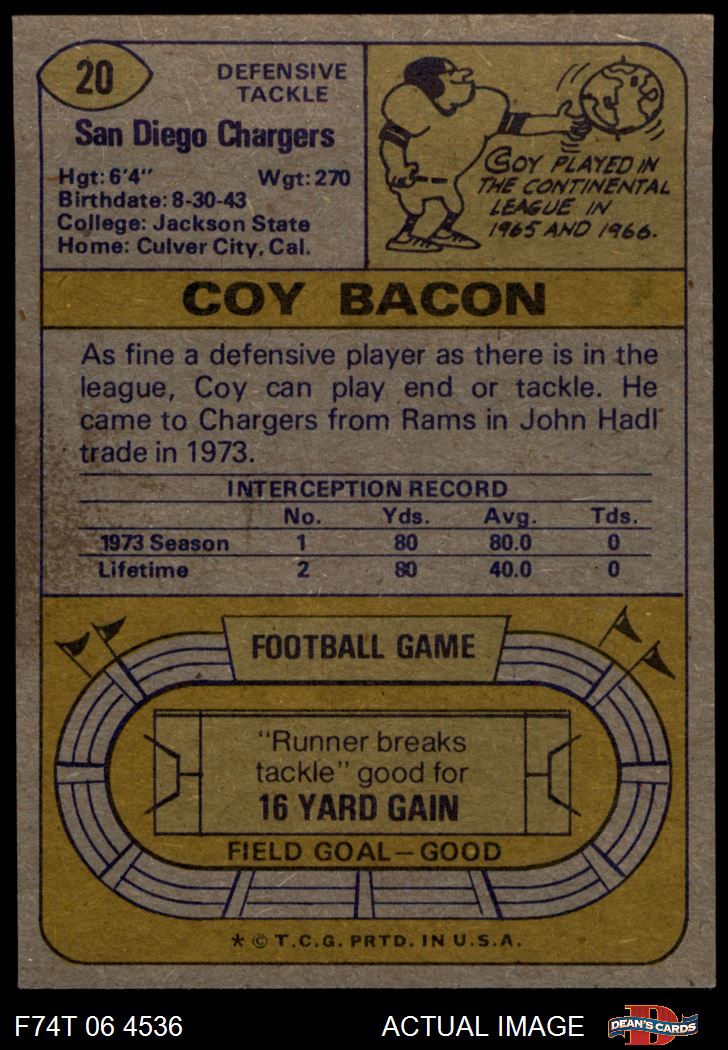 20
DEFENSIVE
TACKLE
San Diego Chargers
Hgt: 6'4" Wgt: 270
Birthdate: 8-30-43
College: Jackson State
Home: Culver City, Cal.
COY PLAYED IN
THE CONTINENTAL
LEAGUE IN
1965 AND 1966.
COY BACON
As fine a defensive player as there is in the
league, Coy can play end or tackle. He
came to Chargers from Rams in John Hadl
trade in 1973.
INTERCEPTION RECORD
No. Yds. Avg. Tds.
1973 Season 1 80 80.0 0
Lifetime 2 80 40.0 0
FOOTBALL GAME
"Runner breaks
tackle" good for
16 YARD GAIN
FIELD GOAL—GOOD
* © T.C.G. PRTD. IN U.S.A.
F74T 06 4536 ACTUAL IMAGE
D
DEAN'S CARDS